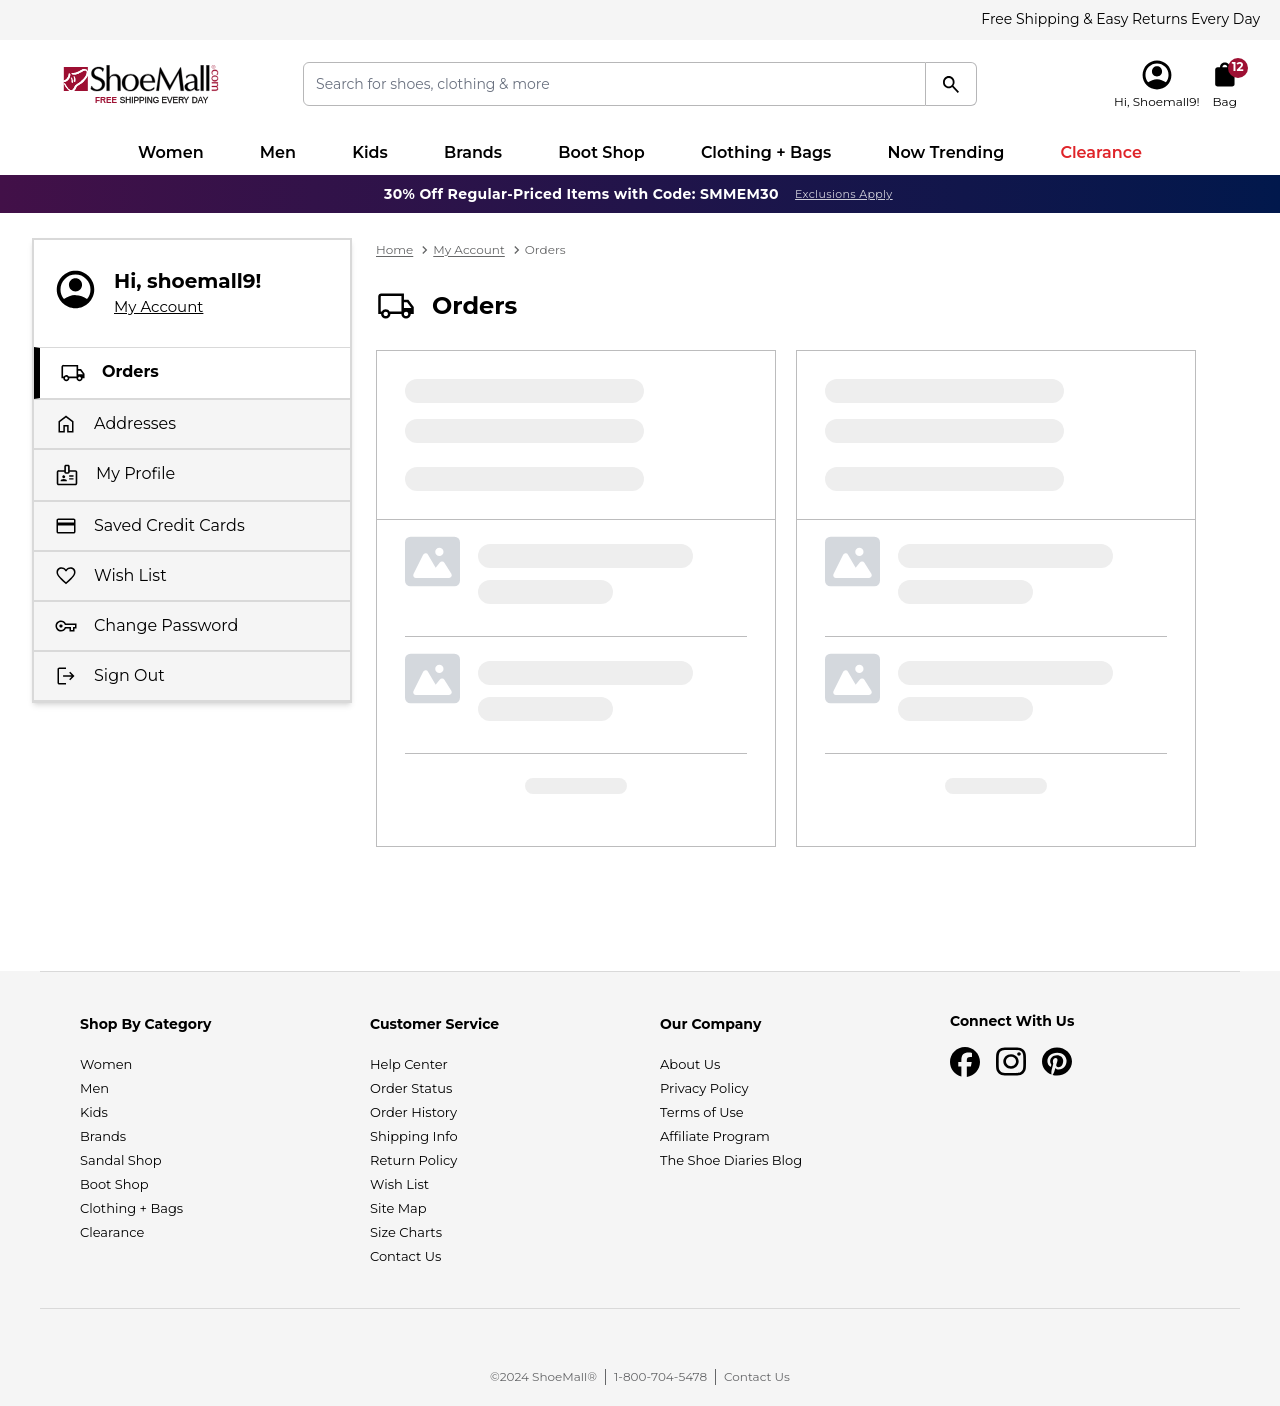 Free Shipping & Easy Returns Every Day
ShoeMall.com
FREE SHIPPING EVERY DAY
Search for shoes, clothing & more
Hi, Shoemall9!
12
Bag
Women Men Kids Brands Boot Shop Clothing + Bags Now Trending Clearance
30% Off Regular-Priced Items with Code: SMMEM30 Exclusions Apply
Hi, shoemall9!
My Account
Orders
Addresses
My Profile
Saved Credit Cards
Wish List
Change Password
Sign Out
Home > My Account > Orders
Orders
Shop By Category
Women
Men
Kids
Brands
Sandal Shop
Boot Shop
Clothing + Bags
Clearance
Customer Service
Help Center
Order Status
Order History
Shipping Info
Return Policy
Wish List
Site Map
Size Charts
Contact Us
Our Company
About Us
Privacy Policy
Terms of Use
Affiliate Program
The Shoe Diaries Blog
Connect With Us
©2024 ShoeMall® | 1-800-704-5478 | Contact Us